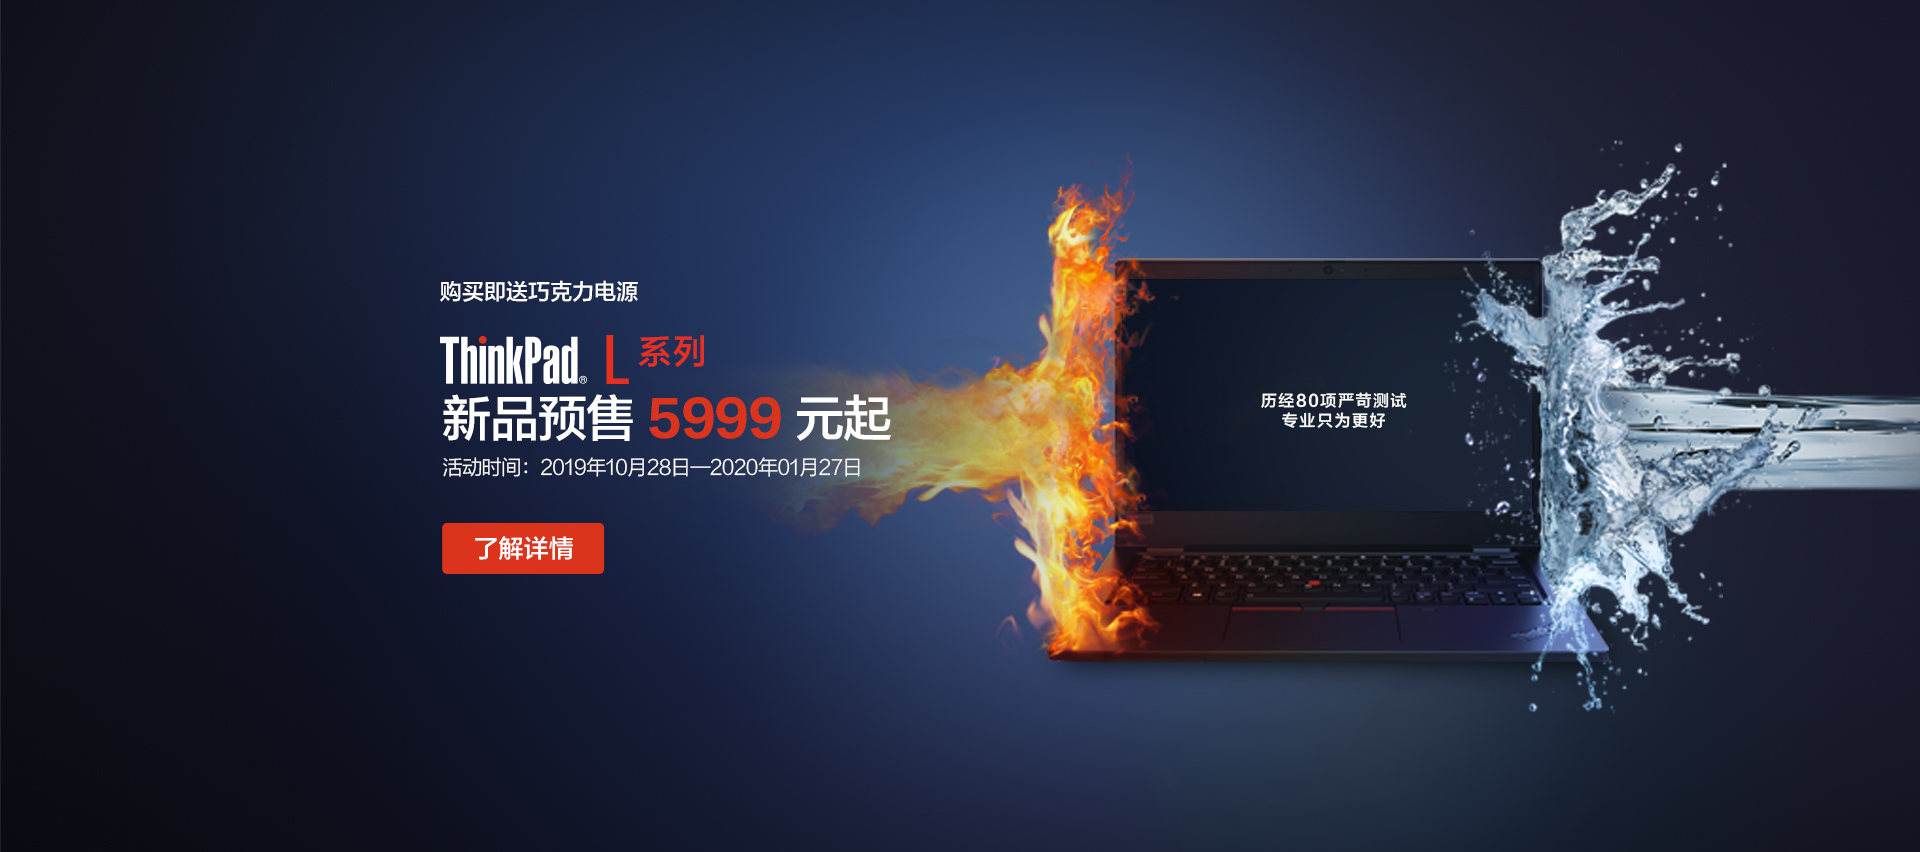 购买即送巧克力电源
ThinkPad® L 系列
新品预售 5999 元起
活动时间：2019年10月28日—2020年01月27日
了解详情
历经80项严苛测试
专业只为更好